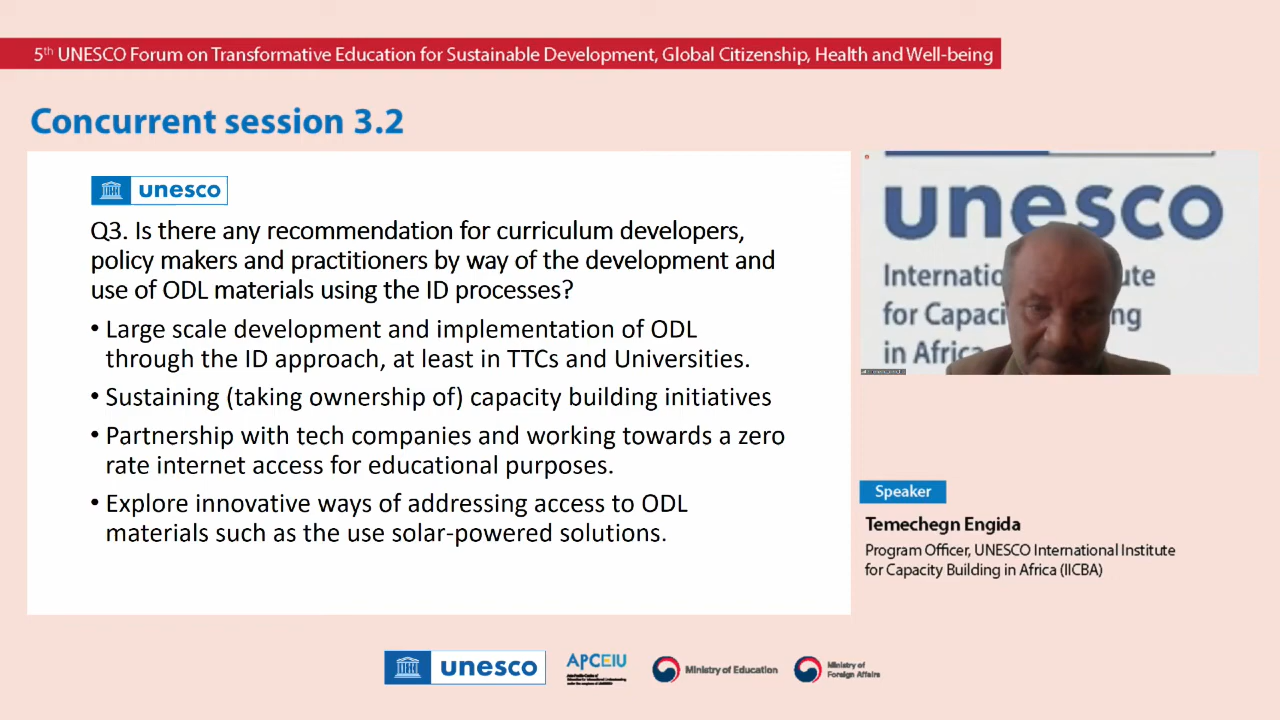 5th UNESCO Forum on Transformative Education for Sustainable Development, Global Citizenship, Health and Well-being
Concurrent session 3.2
unesco
Q3. Is there any recommendation for curriculum developers,
policy makers and practitioners by way of the development and
use of ODL materials using the ID processes?
• Large scale development and implementation of ODL
through the ID approach, at least in TTCs and Universities.
• Sustaining (taking ownership of) capacity building initiatives
• Partnership with tech companies and working towards a zero
rate internet access for educational purposes.
• Explore innovative ways of addressing access to ODL
materials such as the use solar-powered solutions.
unesco
Internatio ute
for Capaci ng
in Africa
Speaker
Temechegn Engida
Program Officer, UNESCO International Institute
for Capacity Building in Africa (IICBA)
unesco
APCEIU
Ministry of Education
Ministry of
Foreign Affairs